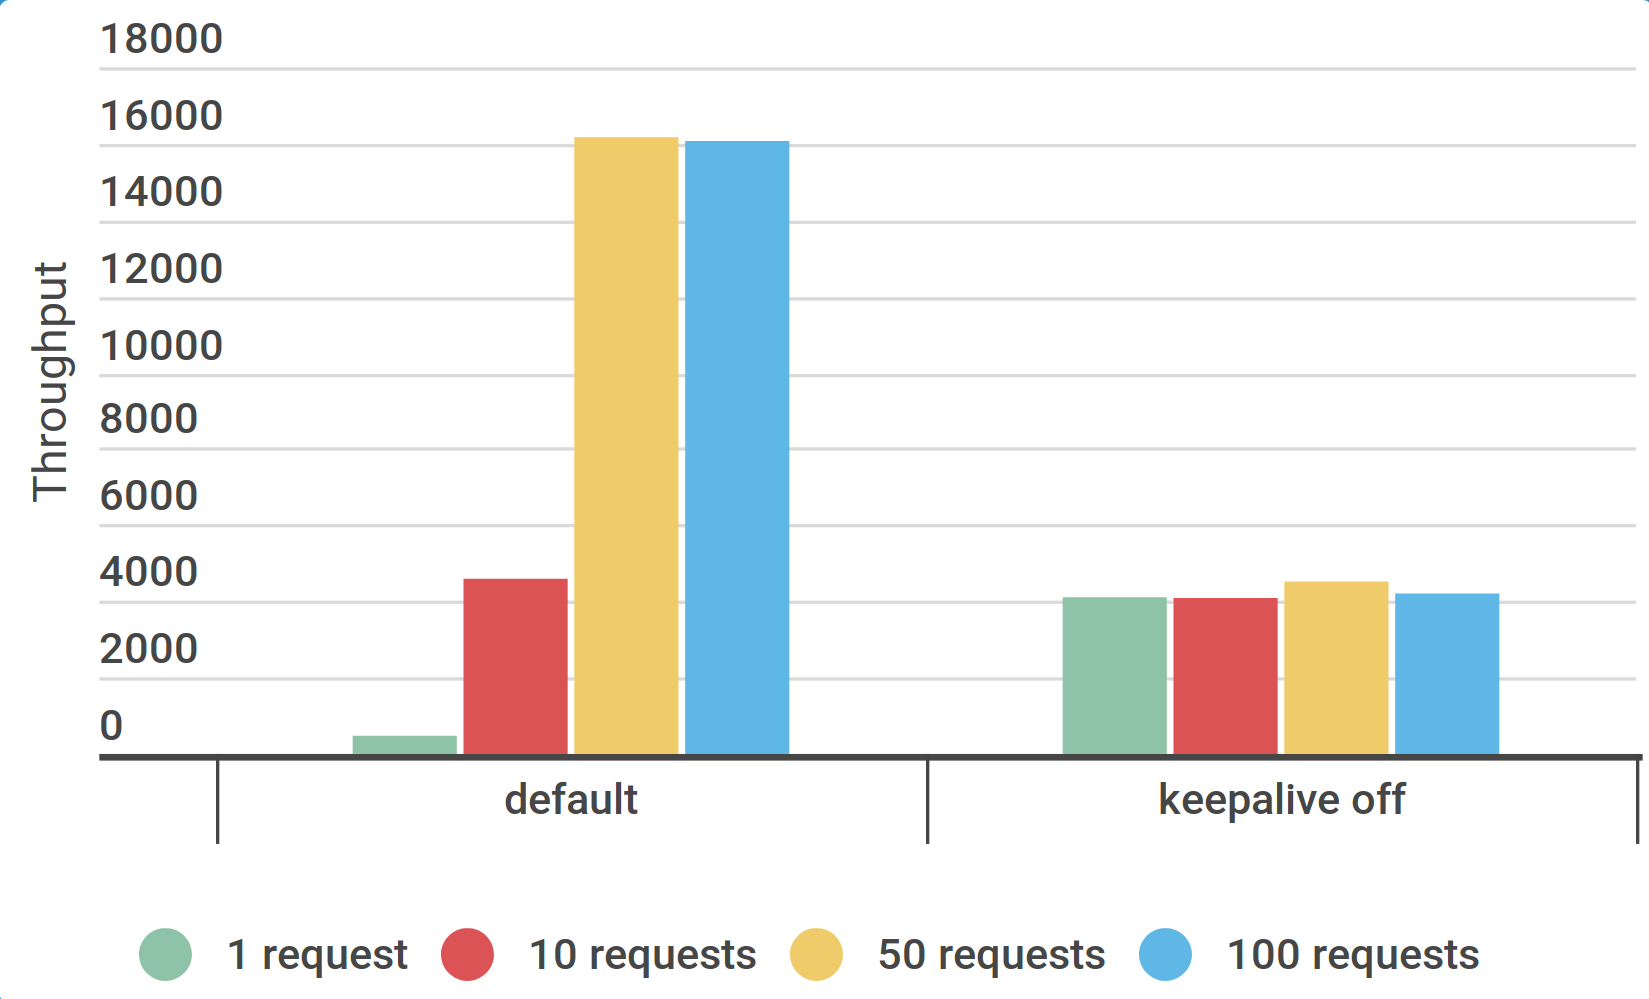 18000
16000
14000
12000
10000
8000
6000
4000
2000
0
Throughput
default
keepalive off
1 request
10 requests
50 requests
100 requests